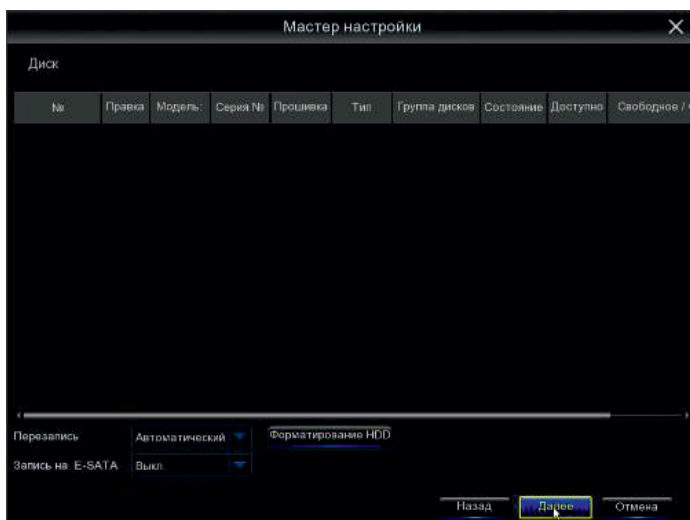 Мастер настройки
Диск
№ Правка Модель: Серия № Прошивка Тип Группа дисков Состояние Доступно Свободное /
Перезапись Автоматический Форматирование HDD
Запись на E-SATA Выкл.
Назад Далее Отмена